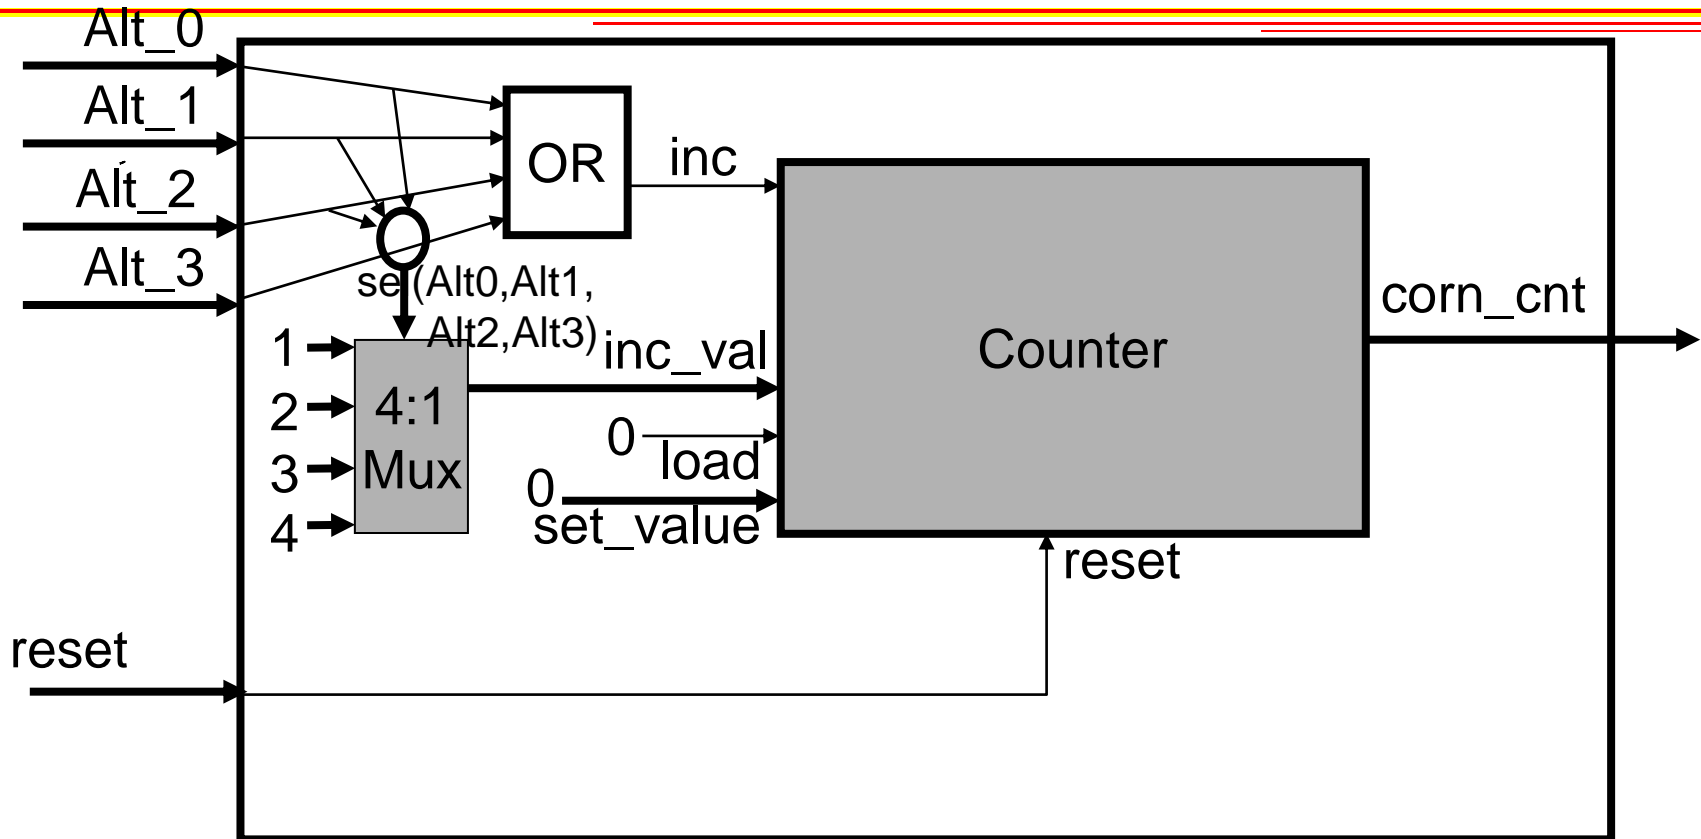 Alt_0
Alt_1
Alt_2
Alt_3
OR
inc
se (Alt0,Alt1,
Alt2,Alt3)
1
2
3
4
4:1
Mux
inc_val
0
load
0
set_value
Counter
corn_cnt
reset
reset